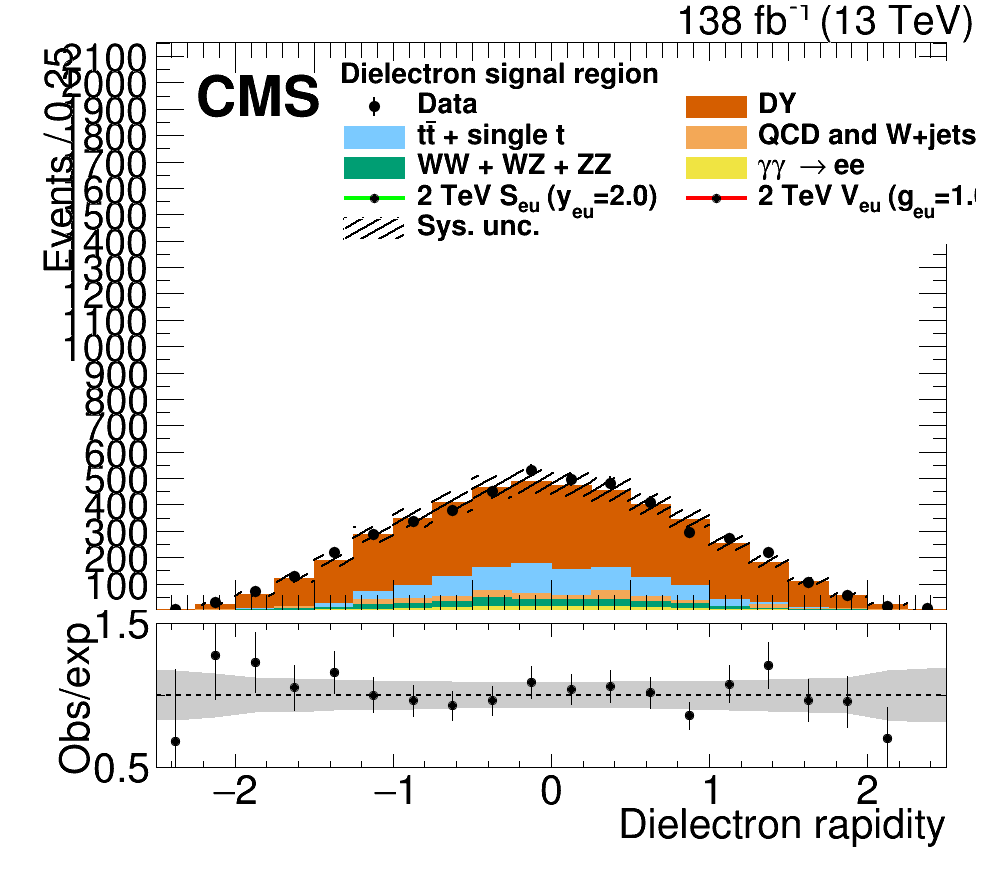 138 fb⁻¹ (13 TeV)
Events / 0.25
2100
2000
1900
1800
1700
1600
1500
1400
1300
1200
1100
1000
900
800
700
600
500
400
300
200
100
CMS
Dielectron signal region
Data
DY
tt̄ + single t
QCD and W+jets
WW + WZ + ZZ
γγ → ee
2 TeV S_eu (y_eu=2.0)
2 TeV V_eu (g_eu=1.
Sys. unc.
Obs/exp
1.5
1
0.5
−2 −1 0 1 2
Dielectron rapidity